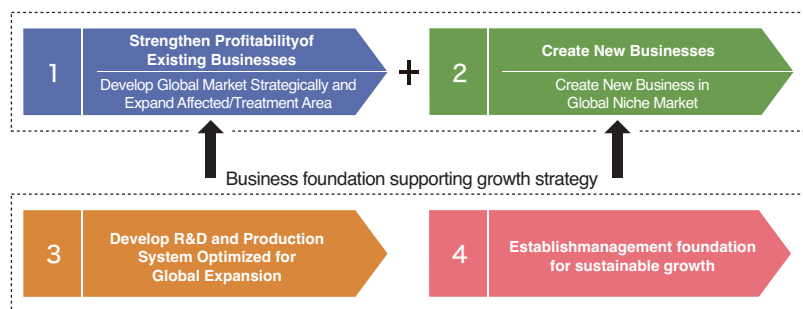 1
Strengthen Profitabilityof
Existing Businesses
Develop Global Market Strategically and
Expand Affected/Treatment Area
+
2
Create New Businesses
Create New Business in
Global Niche Market
Business foundation supporting growth strategy
3
Develop R&D and Production
System Optimized for
Global Expansion
4
Establishmanagement foundation
for sustainable growth